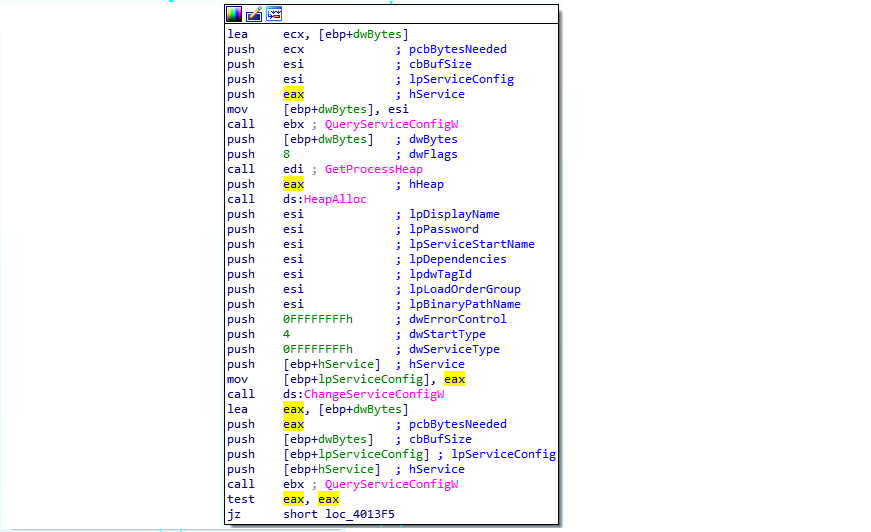 lea ecx, [ebp+dwBytes]
push ecx ; pcbBytesNeeded
push esi ; cbBufSize
push esi ; lpServiceConfig
push eax ; hService
mov [ebp+dwBytes], esi
call ebx ; QueryServiceConfigW
push [ebp+dwBytes] ; dwBytes
push 8 ; dwFlags
call edi ; GetProcessHeap
push eax ; hHeap
call ds:HeapAlloc
push esi ; lpDisplayName
push esi ; lpPassword
push esi ; lpServiceStartName
push esi ; lpDependencies
push esi ; lpdwTagId
push esi ; lpLoadOrderGroup
push esi ; lpBinaryPathName
push 0FFFFFFFFh ; dwErrorControl
push 4 ; dwStartType
push 0FFFFFFFFh ; dwServiceType
push [ebp+hService] ; hService
mov [ebp+lpServiceConfig], eax
call ds:ChangeServiceConfigW
lea eax, [ebp+dwBytes]
push eax ; pcbBytesNeeded
push [ebp+dwBytes] ; cbBufSize
push [ebp+lpServiceConfig] ; lpServiceConfig
push [ebp+hService] ; hService
call ebx ; QueryServiceConfigW
test eax, eax
jz short loc_4013F5